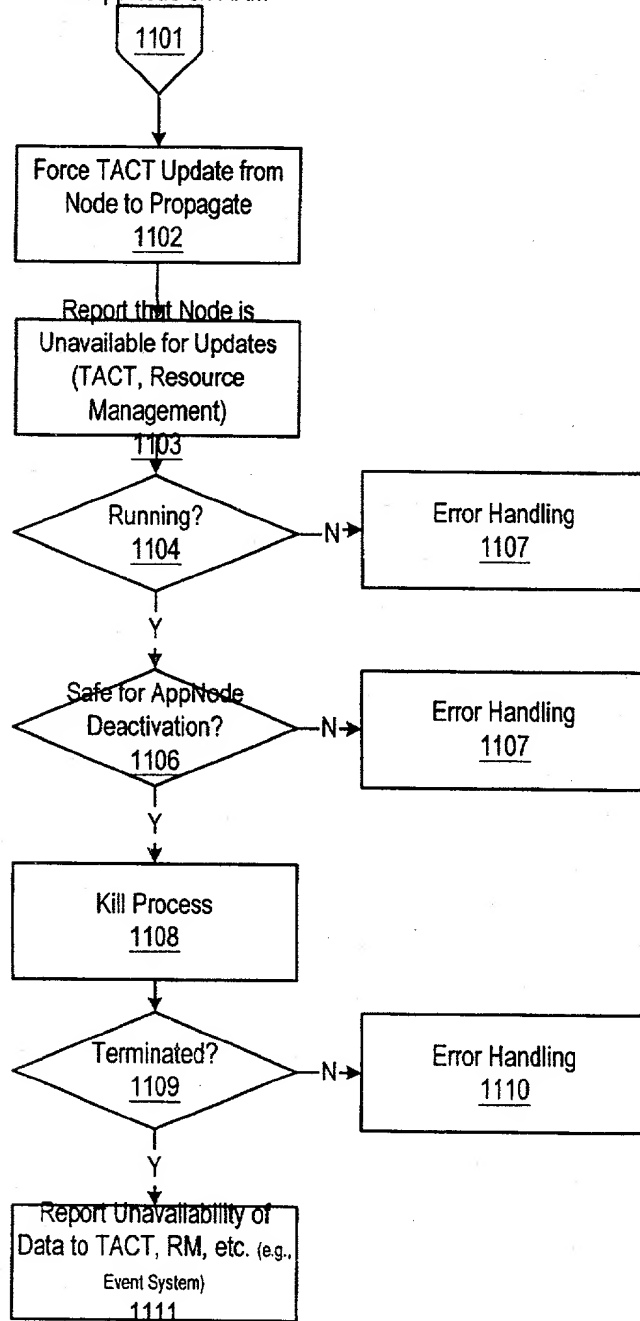 1101
Force TACT Update from
Node to Propagate
1102
Report that Node is
Unavailable for Updates
(TACT, Resource
Management)
1103
Running?
1104
N
Error Handling
1107
Y
Safe for AppNode
Deactivation?
1106
N
Error Handling
1107
Y
Kill Process
1108
Terminated?
1109
N
Error Handling
1110
Y
Report Unavailability of
Data to TACT, RM, etc. (e.g.,
Event System)
1111